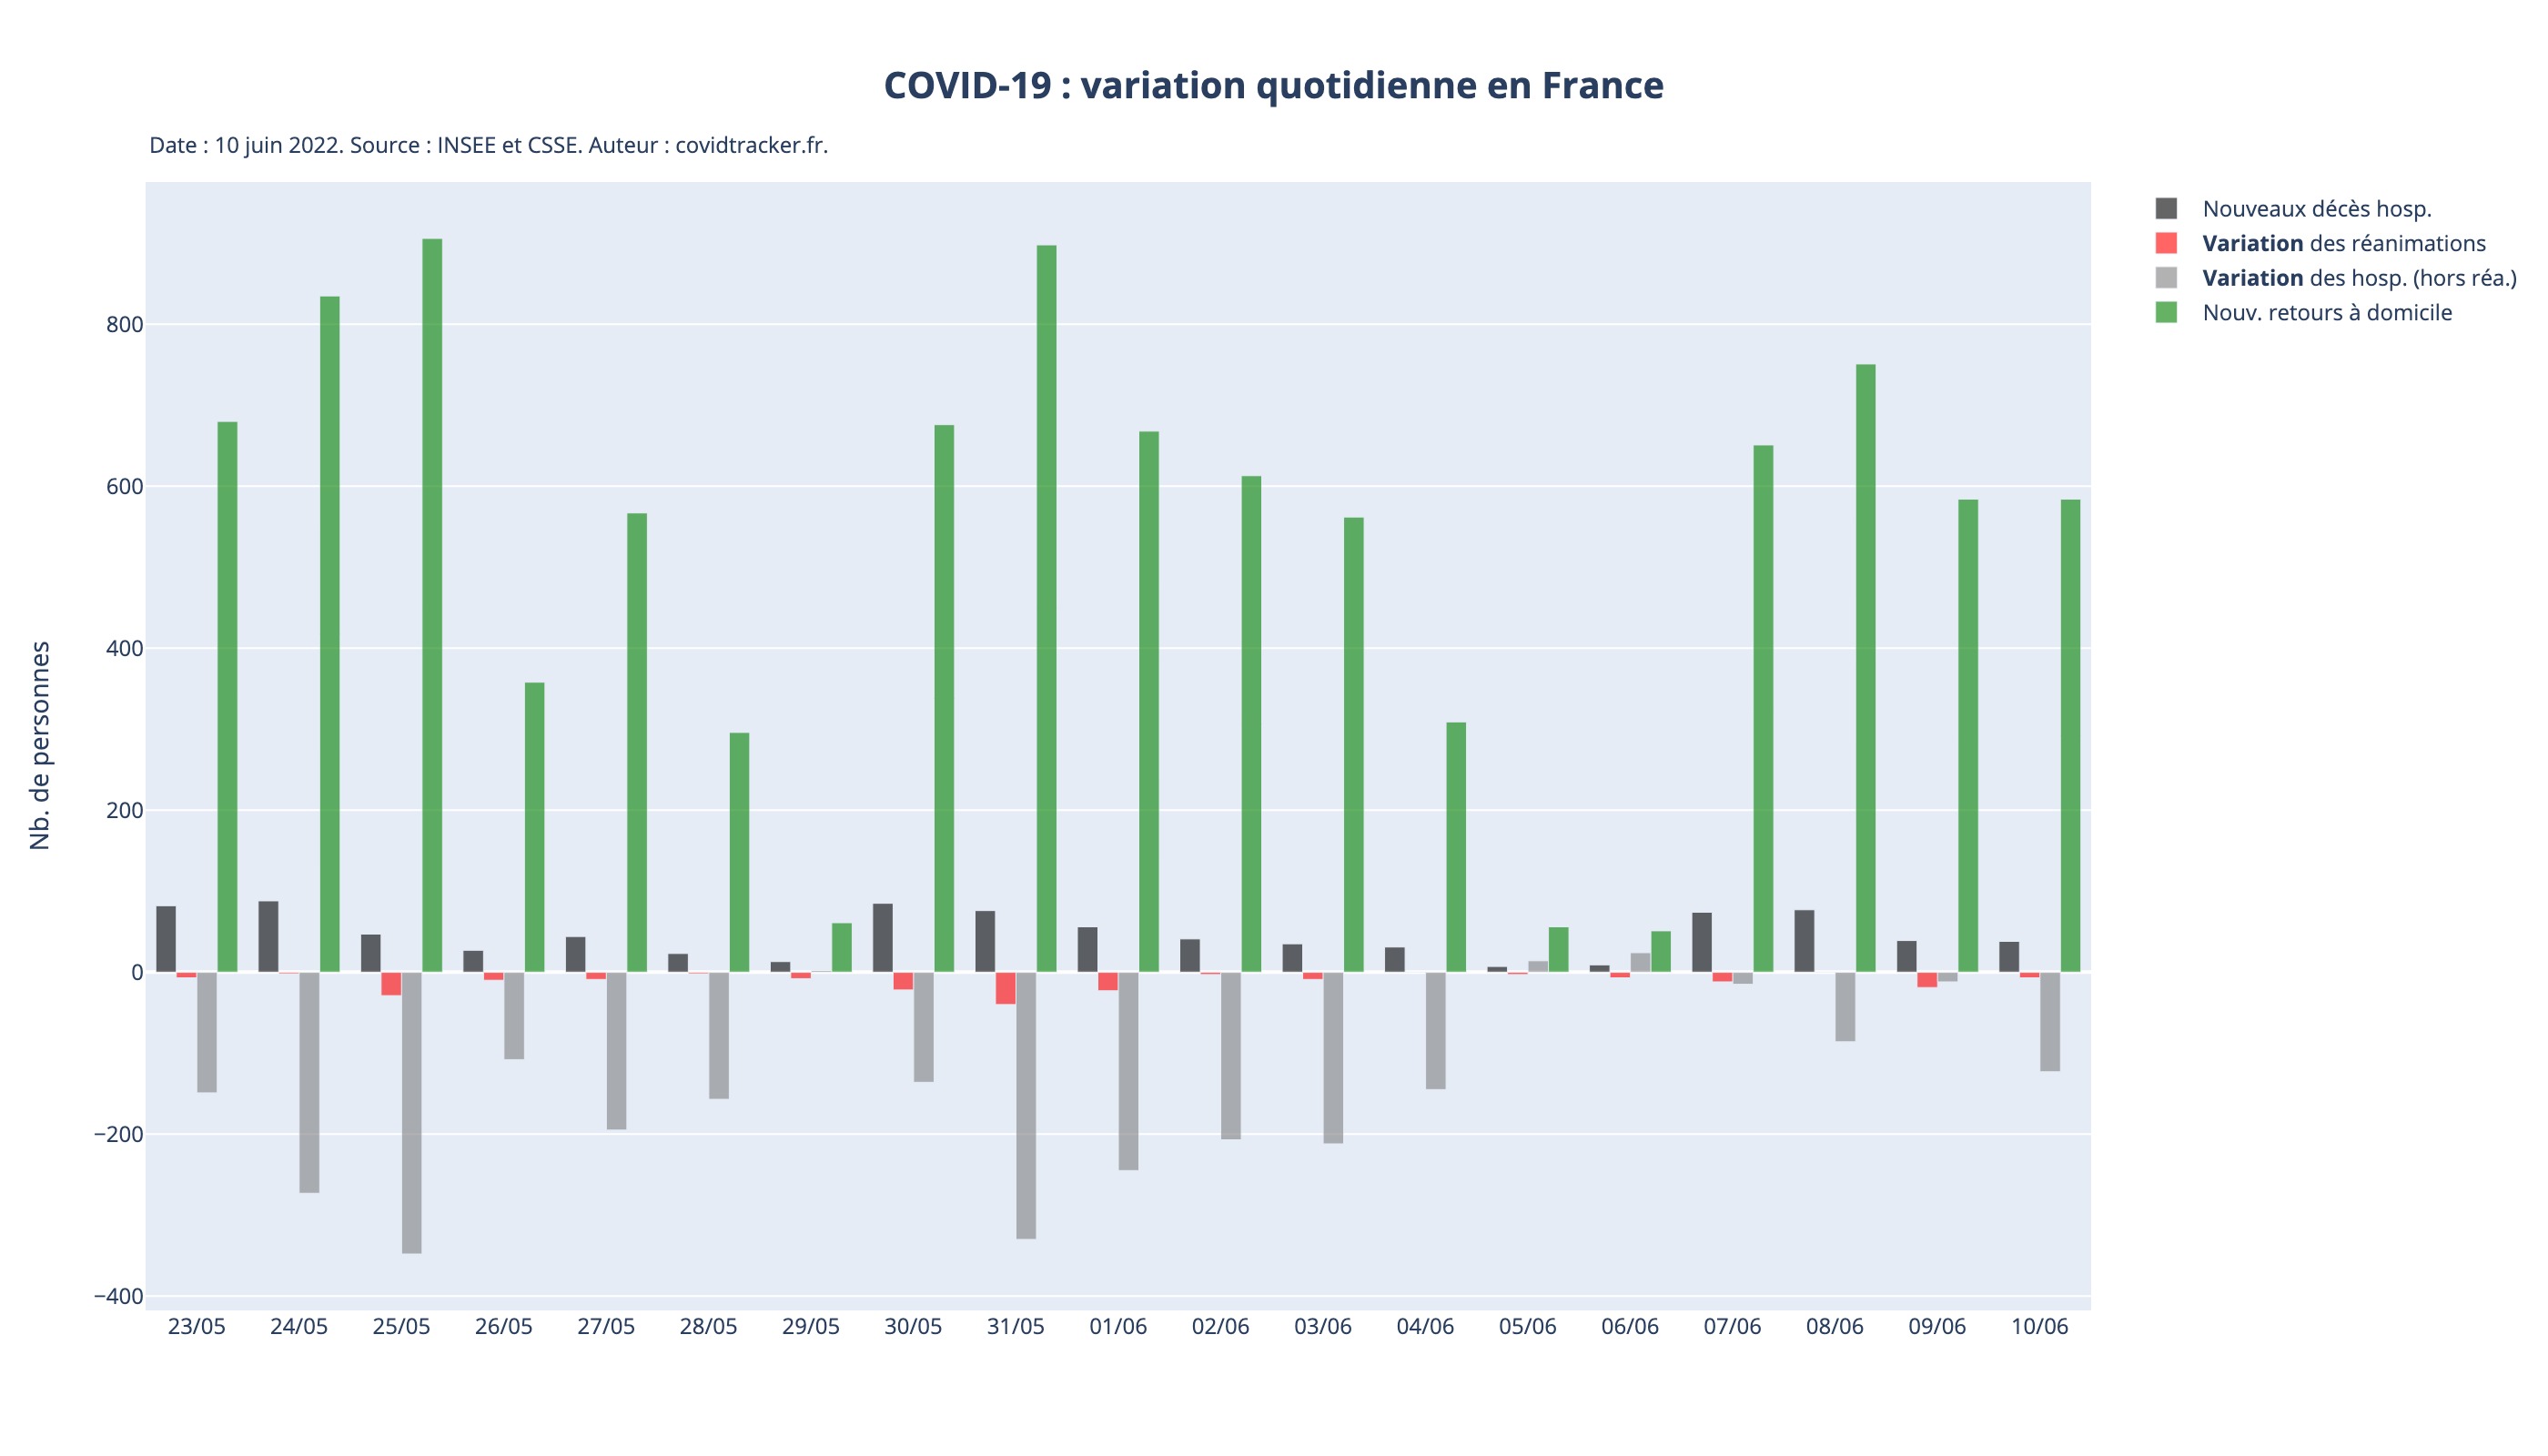 COVID-19 : variation quotidienne en France
Date : 10 juin 2022. Source : INSEE et CSSE. Auteur : covidtracker.fr.
Nouveaux décès hosp.
Variation des réanimations
Variation des hosp. (hors réa.)
Nouv. retours à domicile
Nb. de personnes
800
600
400
200
0
−200
−400
23/05 24/05 25/05 26/05 27/05 28/05 29/05 30/05 31/05 01/06 02/06 03/06 04/06 05/06 06/06 07/06 08/06 09/06 10/06